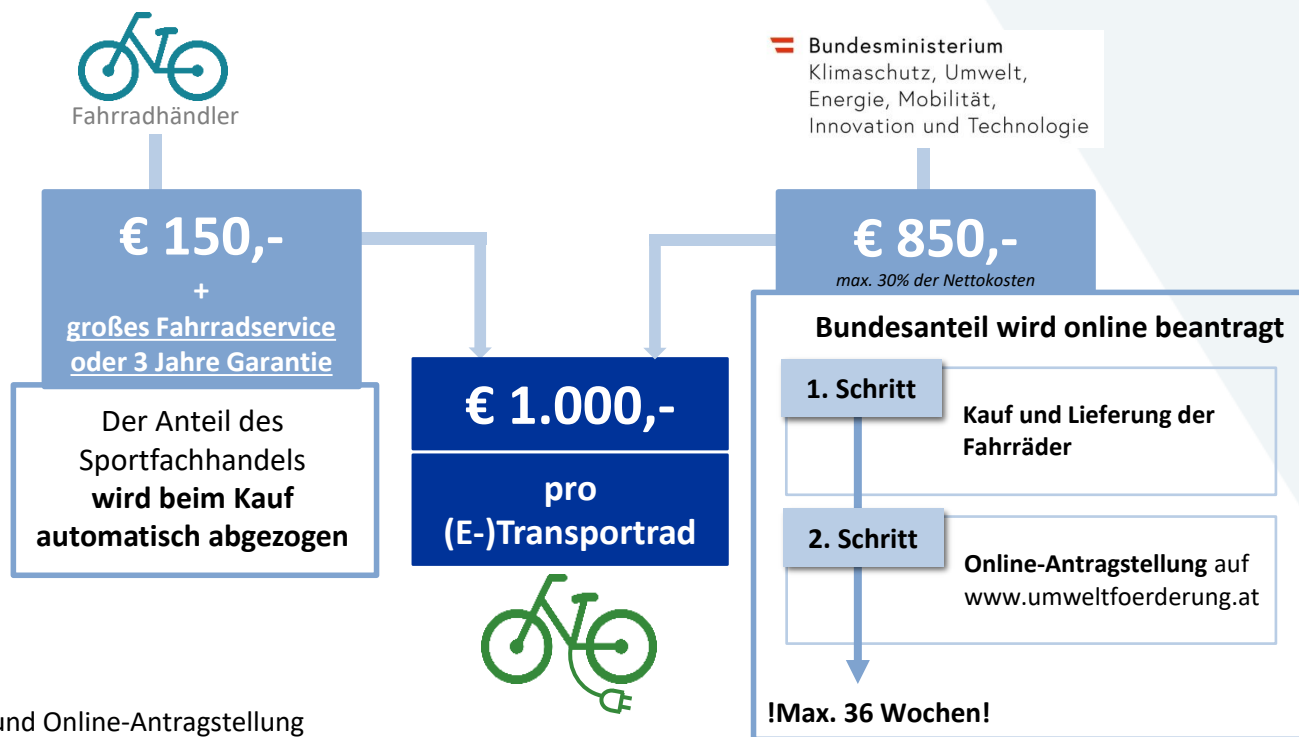 Fahrradhändler
Bundesministerium
Klimaschutz, Umwelt,
Energie, Mobilität,
Innovation und Technologie
€ 150,-
+
großes Fahrradservice
oder 3 Jahre Garantie
Der Anteil des
Sportfachhandels
wird beim Kauf
automatisch abgezogen
€ 1.000,-
pro
(E-)Transportrad
€ 850,-
max. 30% der Nettokosten
Bundesanteil wird online beantragt
1. Schritt
Kauf und Lieferung der
Fahrräder
2. Schritt
Online-Antragstellung auf
www.umweltfoerderung.at
!Max. 36 Wochen!
und Online-Antragstellung